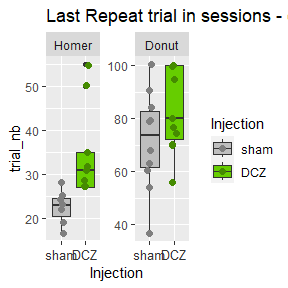 Last Repeat trial in sessions -
Homer
Donut
trial_nb
50
40
30
20
100
80
60
40
sham
DCZ
sham
DCZ
Injection
Injection
sham
DCZ